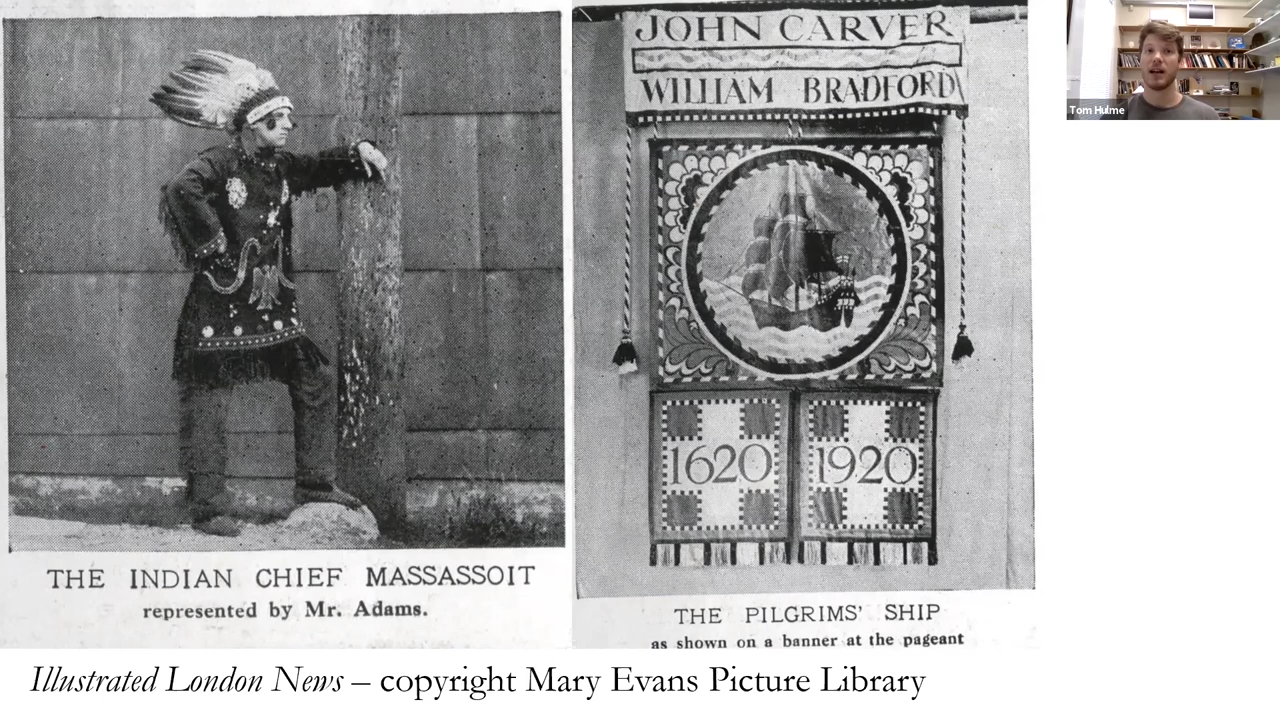 THE INDIAN CHIEF MASSASSOIT
represented by Mr. Adams.
JOHN CARVER
WILLIAM BRADFORD
1620 1920
THE PILGRIMS' SHIP
as shown on a banner at the pageant
Illustrated London News – copyright Mary Evans Picture Library
Tom Hulme